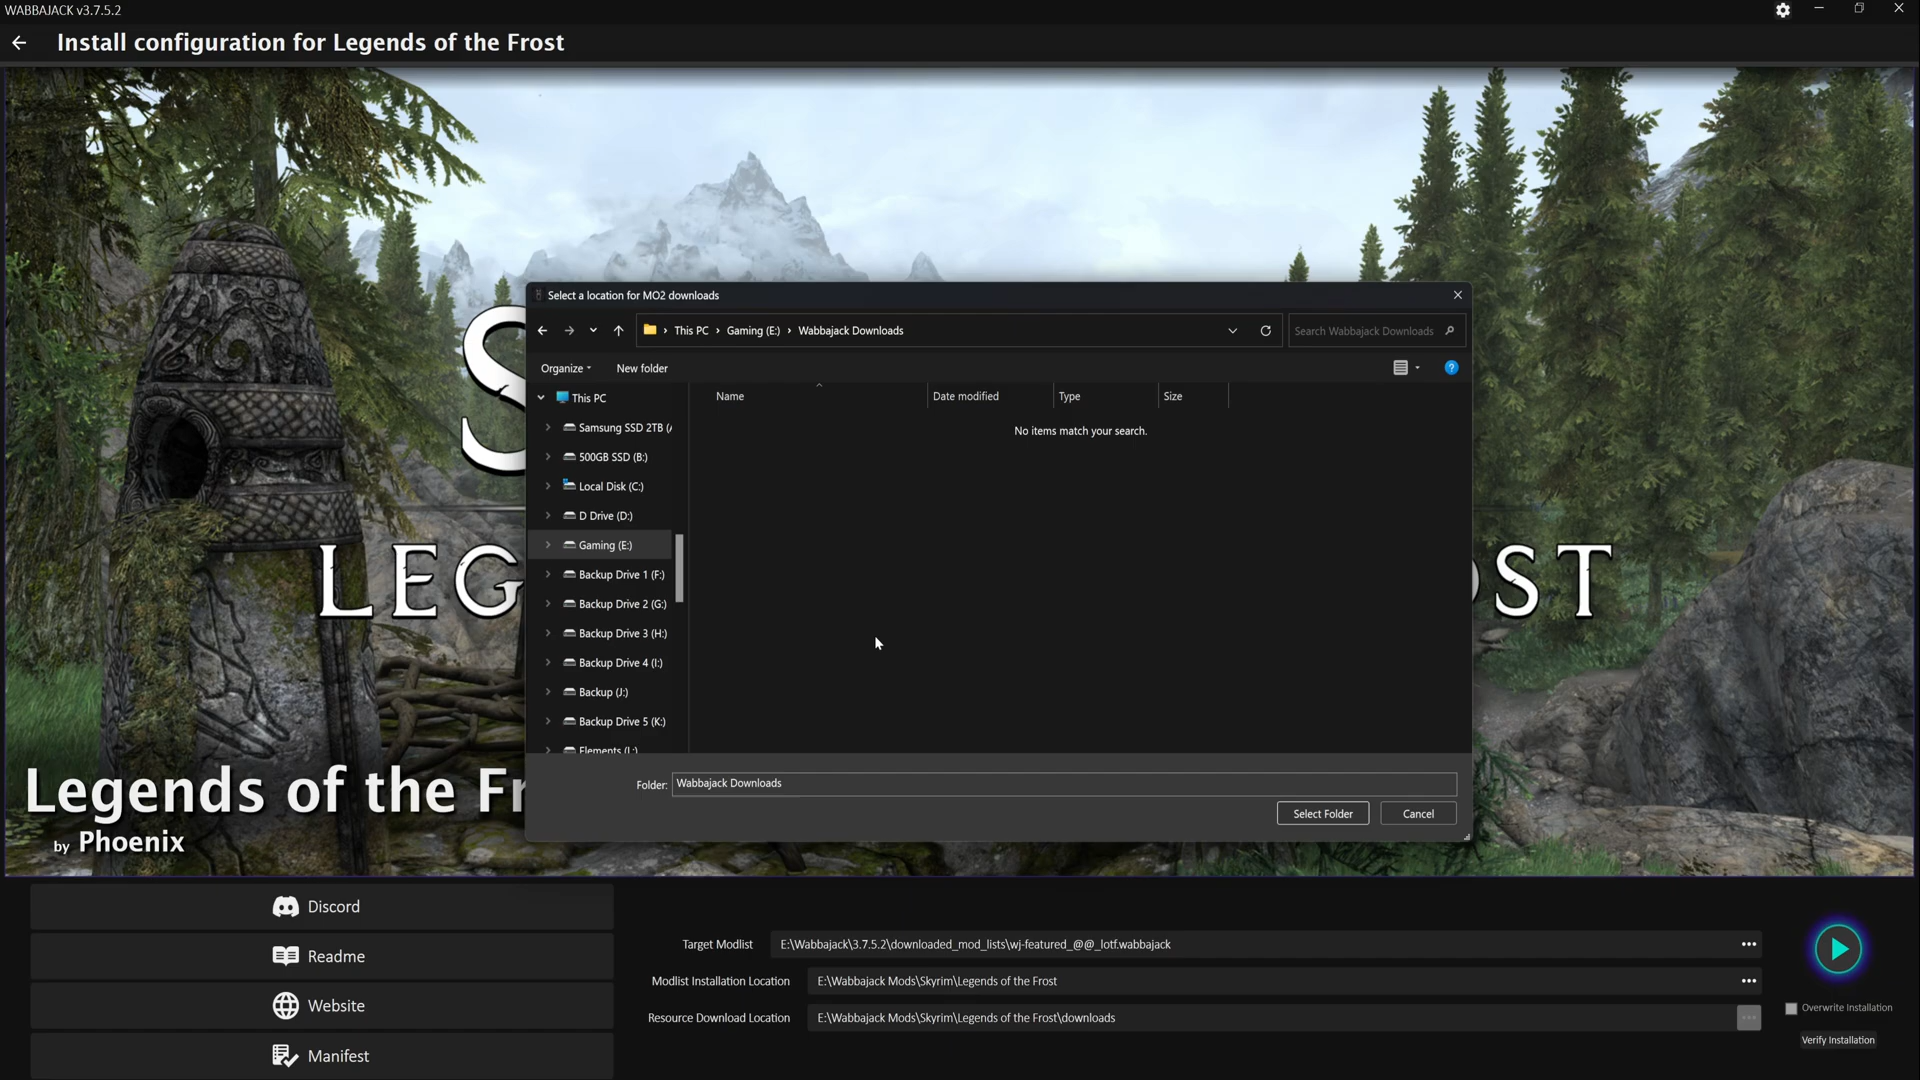 WABBAJACK v3.7.5.2
Install configuration for Legends of the Frost
S
LEG
OST
Select a location for MO2 downloads
This PC
Gaming (E:)
Wabbajack Downloads
Search Wabbajack Downloads
Organize
New folder
?
Name
Date modified
Type
Size
No items match your search.
This PC
Samsung SSD 2TB (
500GB SSD (B:)
Local Disk (C:)
D Drive (D:)
Gaming (E:)
Backup Drive 1 (F:)
Backup Drive 2 (G:)
Backup Drive 3 (H:)
Backup Drive 4 (I:)
Backup (J:)
Backup Drive 5 (K:)
Elements (L:)
Folder: Wabbajack Downloads
Select Folder
Cancel
Legends of the Fr
by Phoenix
Discord
Readme
Website
Manifest
Target Modlist
E:\Wabbajack\3.7.5.2\downloaded_mod_lists\wj-featured_@@_lotf.wabbajack
Modlist Installation Location
E:\Wabbajack Mods\Skyrim\Legends of the Frost
Resource Download Location
E:\Wabbajack Mods\Skyrim\Legends of the Frost\downloads
Overwrite Installation
Verify Installation